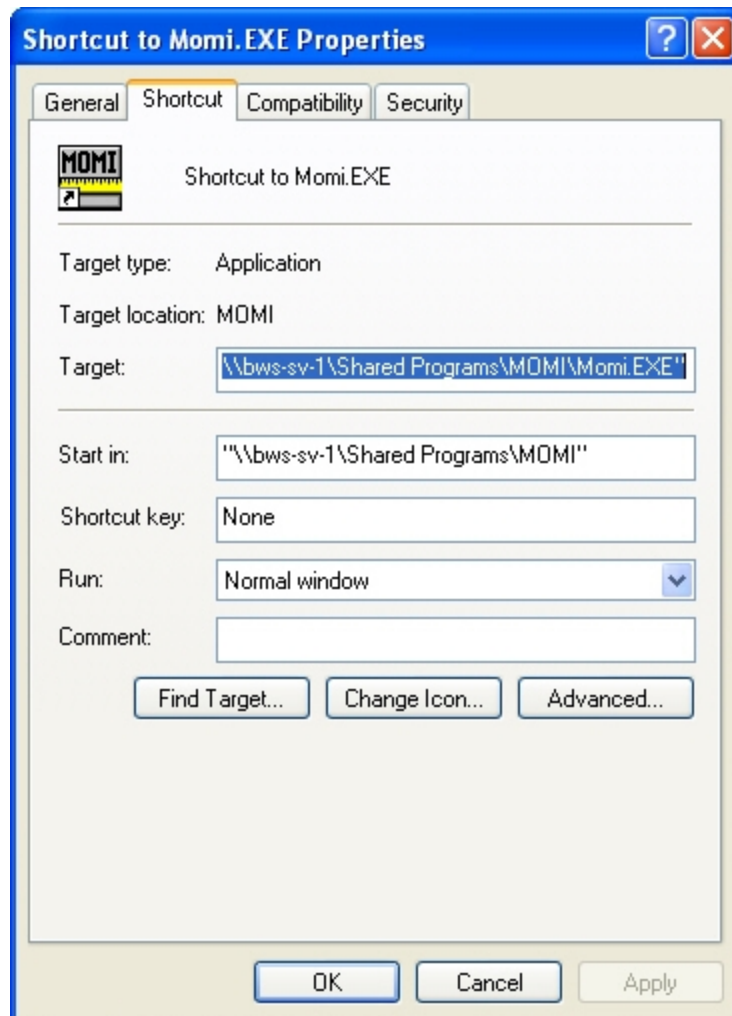 Shortcut to Momi.EXE Properties
General Shortcut Compatibility Security
MOMI
Shortcut to Momi.EXE
Target type: Application
Target location: MOMI
Target: \\bws-sv-1\Shared Programs\MOMI\Momi.EXE"
Start in: "\\bws-sv-1\Shared Programs\MOMI"
Shortcut key: None
Run: Normal window
Comment:
Find Target... Change Icon... Advanced...
OK Cancel Apply